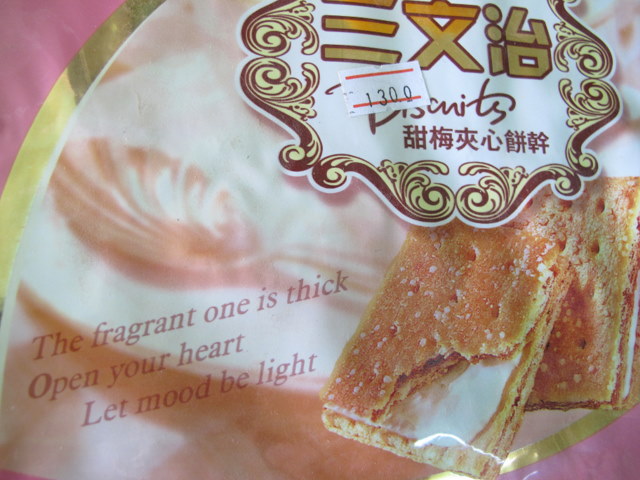 三文治
130.0
Biscuits
甜梅夾心餅幹
The fragrant one is thick
Open your heart
Let mood be light